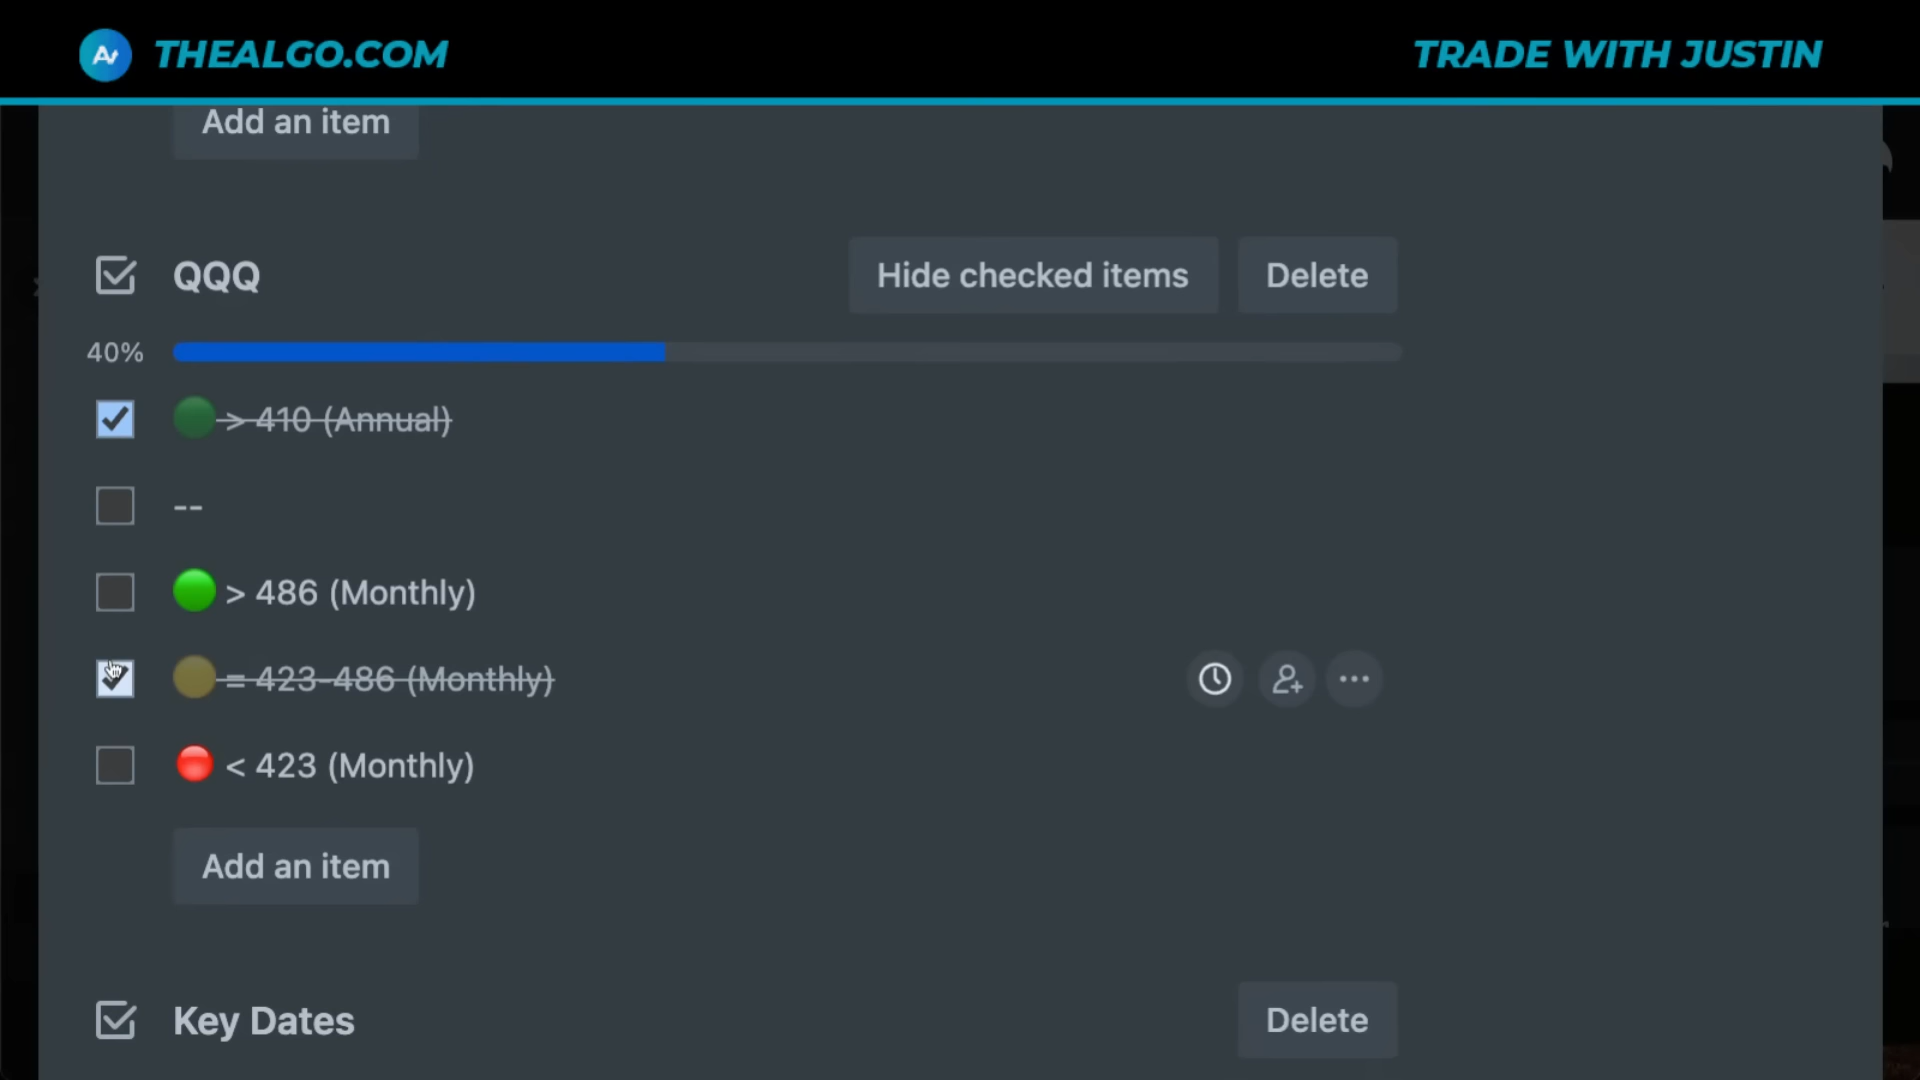 THEALGO.COM
TRADE WITH JUSTIN
Add an item
QQQ
Hide checked items
Delete
40%
> 410 (Annual)
--
> 486 (Monthly)
= 423-486 (Monthly)
< 423 (Monthly)
Add an item
Key Dates
Delete